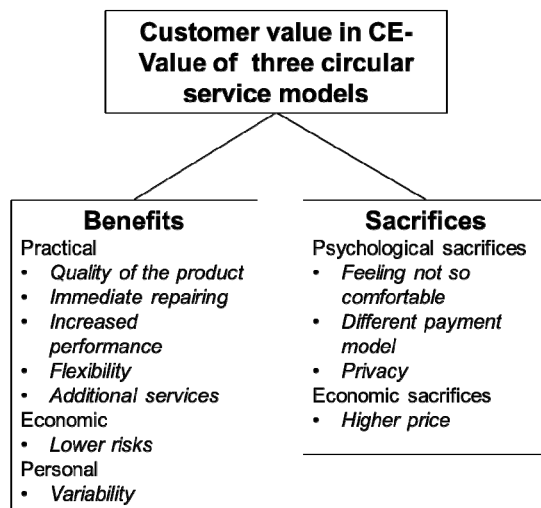 Customer value in CE-
Value of three circular
service models
Benefits
Practical
• Quality of the product
• Immediate repairing
• Increased
performance
• Flexibility
• Additional services
Economic
• Lower risks
Personal
• Variability
Sacrifices
Psychological sacrifices
• Feeling not so
comfortable
• Different payment
model
• Privacy
Economic sacrifices
• Higher price